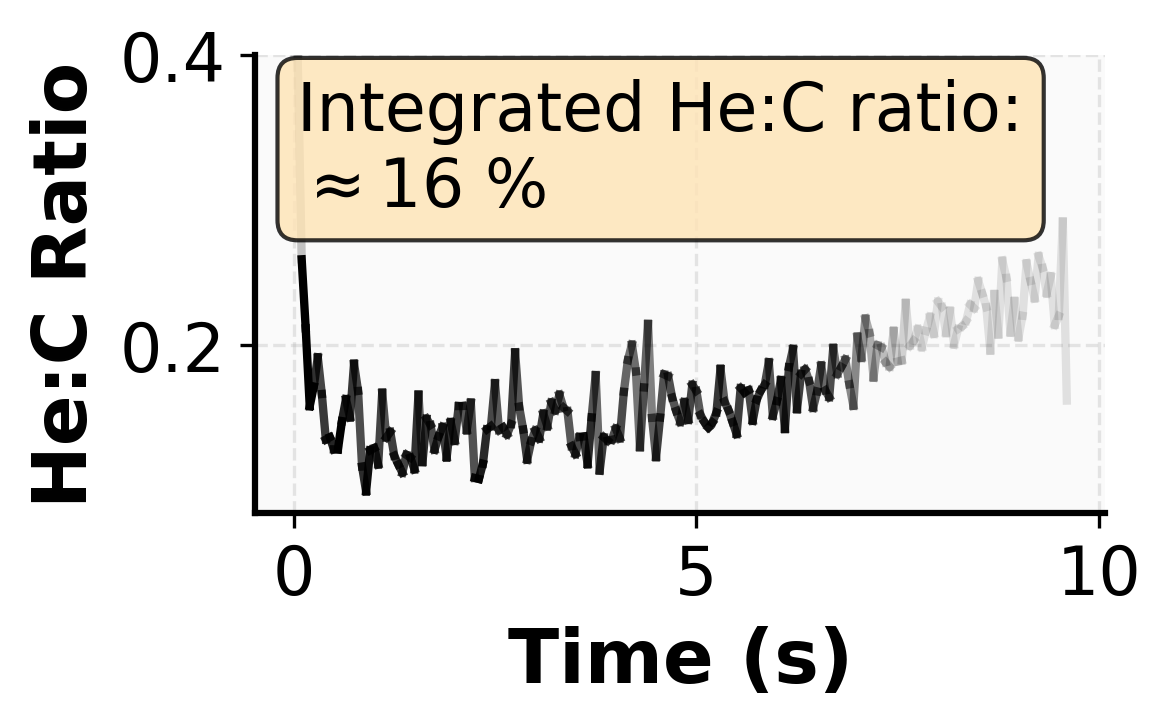 0.4
Integrated He:C ratio:
≈ 16 %
0.2
He:C Ratio
0 5 10
Time (s)